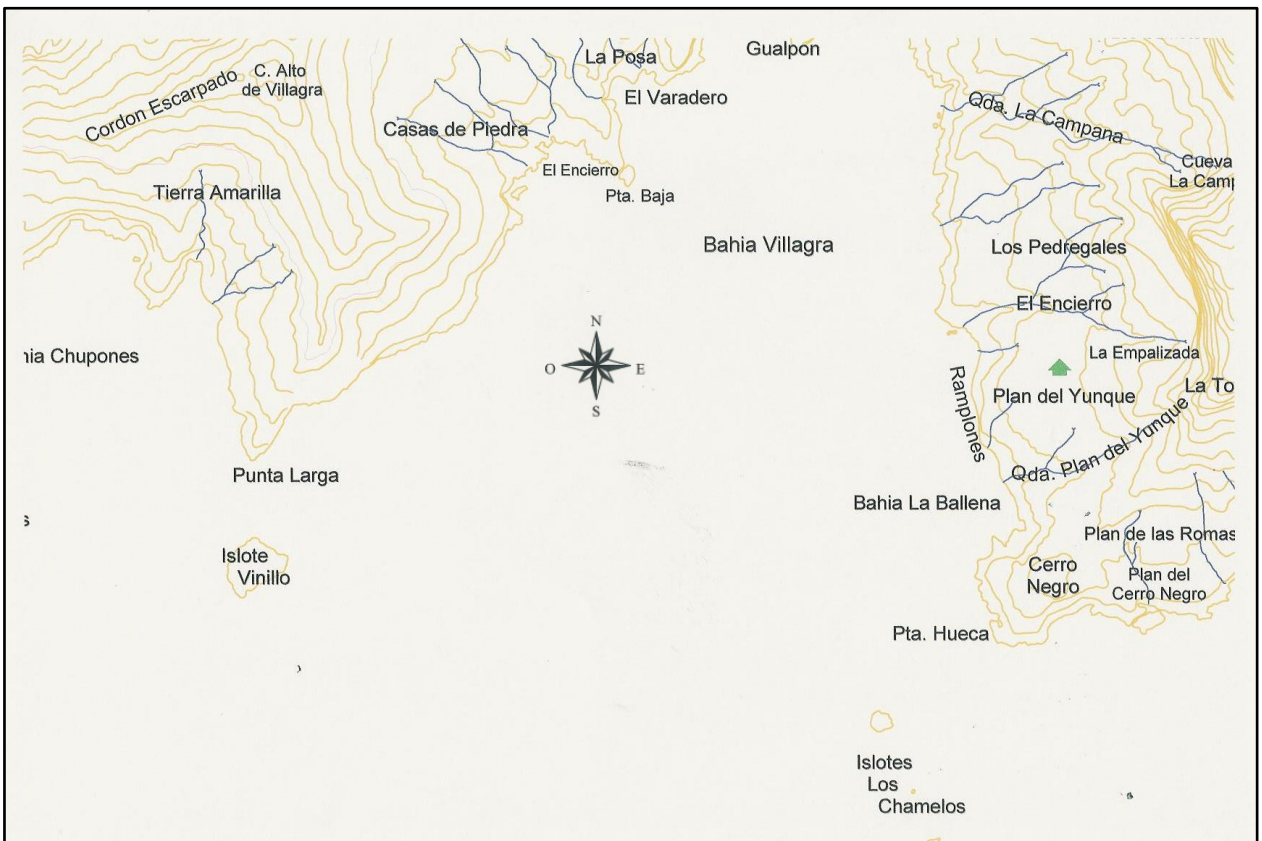 Gualpon
La Posa
C. Alto
de Villagra
Cordon Escarpado
El Varadero
Qda. La Campana
Casas de Piedra
Cueva
La Camp
El Encierro
Tierra Amarilla
Pta. Baja
Bahia Villagra
Los Pedregales
El Encierro
N
O
E
S
La Empalizada
nia Chupones
La To
Ramplones
Plan del Yunque
Qda. Plan del Yunque
Punta Larga
Bahia La Ballena
s
Plan de las Romas
Islote
Vinillo
Cerro
Negro
Plan del
Cerro Negro
Pta. Hueca
Islotes
Los
Chamelos